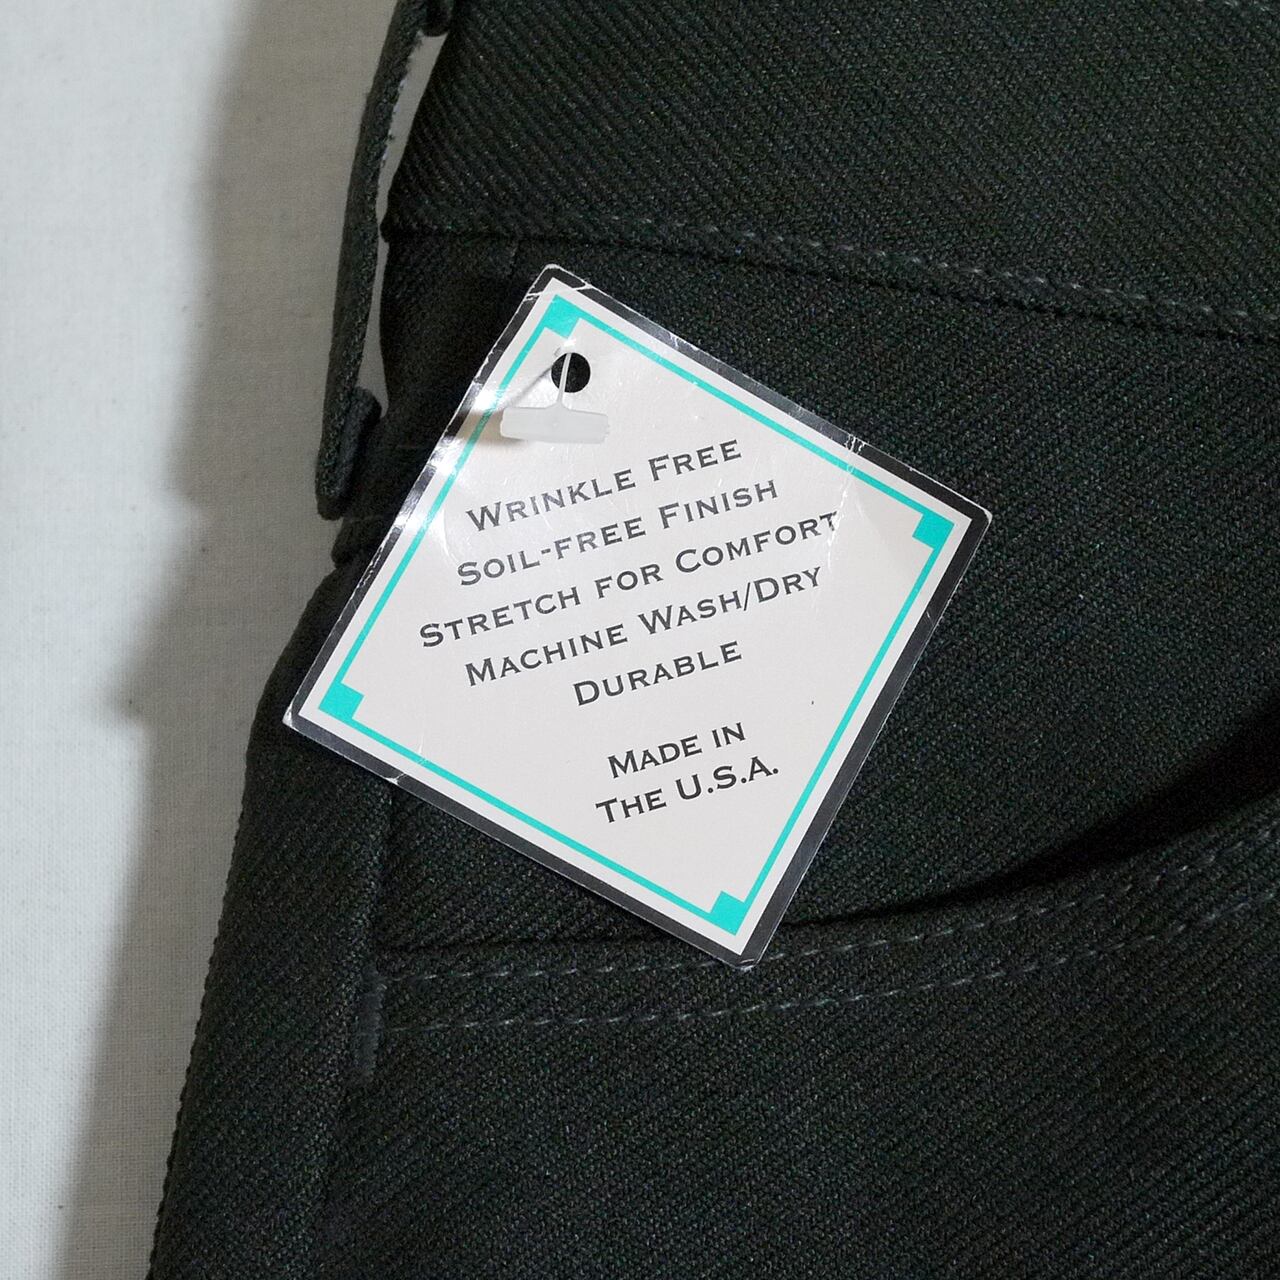 Wrinkle Free
Soil-free Finish
Stretch for Comfort
Machine Wash/Dry
Durable
Made in
The U.S.A.